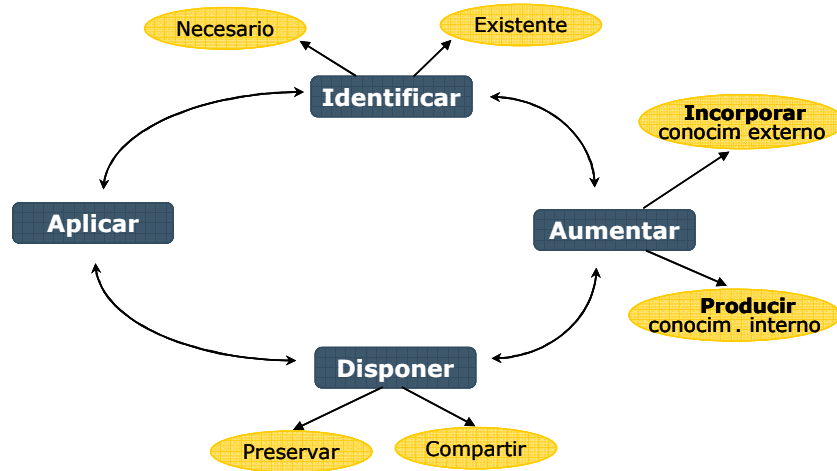 Necesario
Existente
Identificar
Incorporar
conocim. externo
Aplicar
Aumentar
Producir
conocim. interno
Disponer
Preservar
Compartir